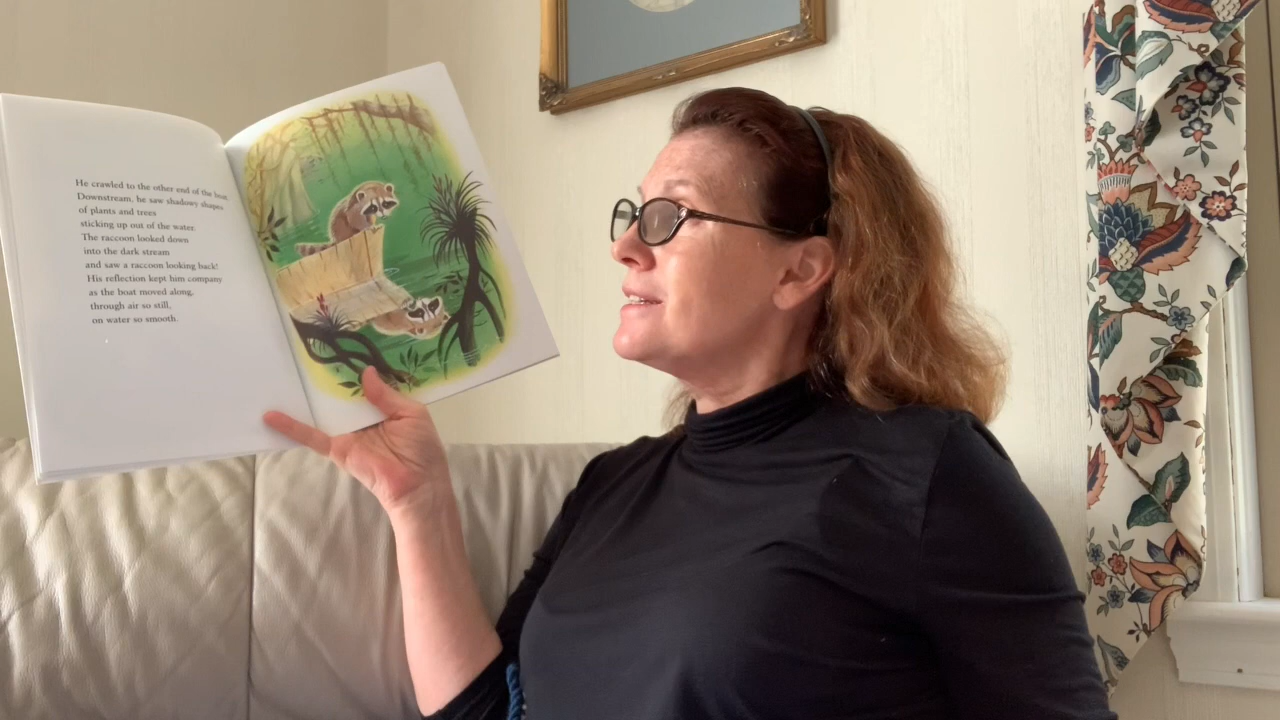 He crawled to the other end of the boat.
Downstream, he saw shadowy shapes
of plants and trees
sticking up out of the water.
The raccoon looked down
into the dark stream
and saw a raccoon looking back!
His reflection kept him company
as the boat moved along,
through air so still,
on water so smooth.